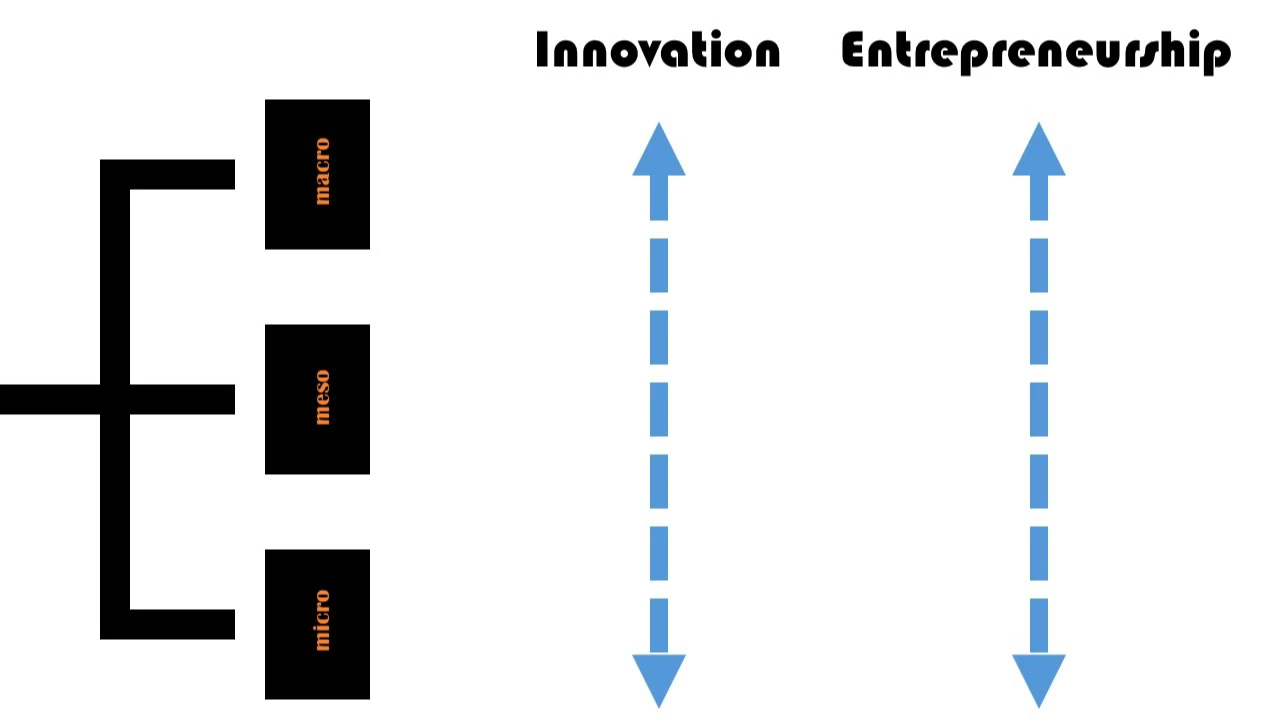 Innovation
Entrepreneurship
macro
meso
micro